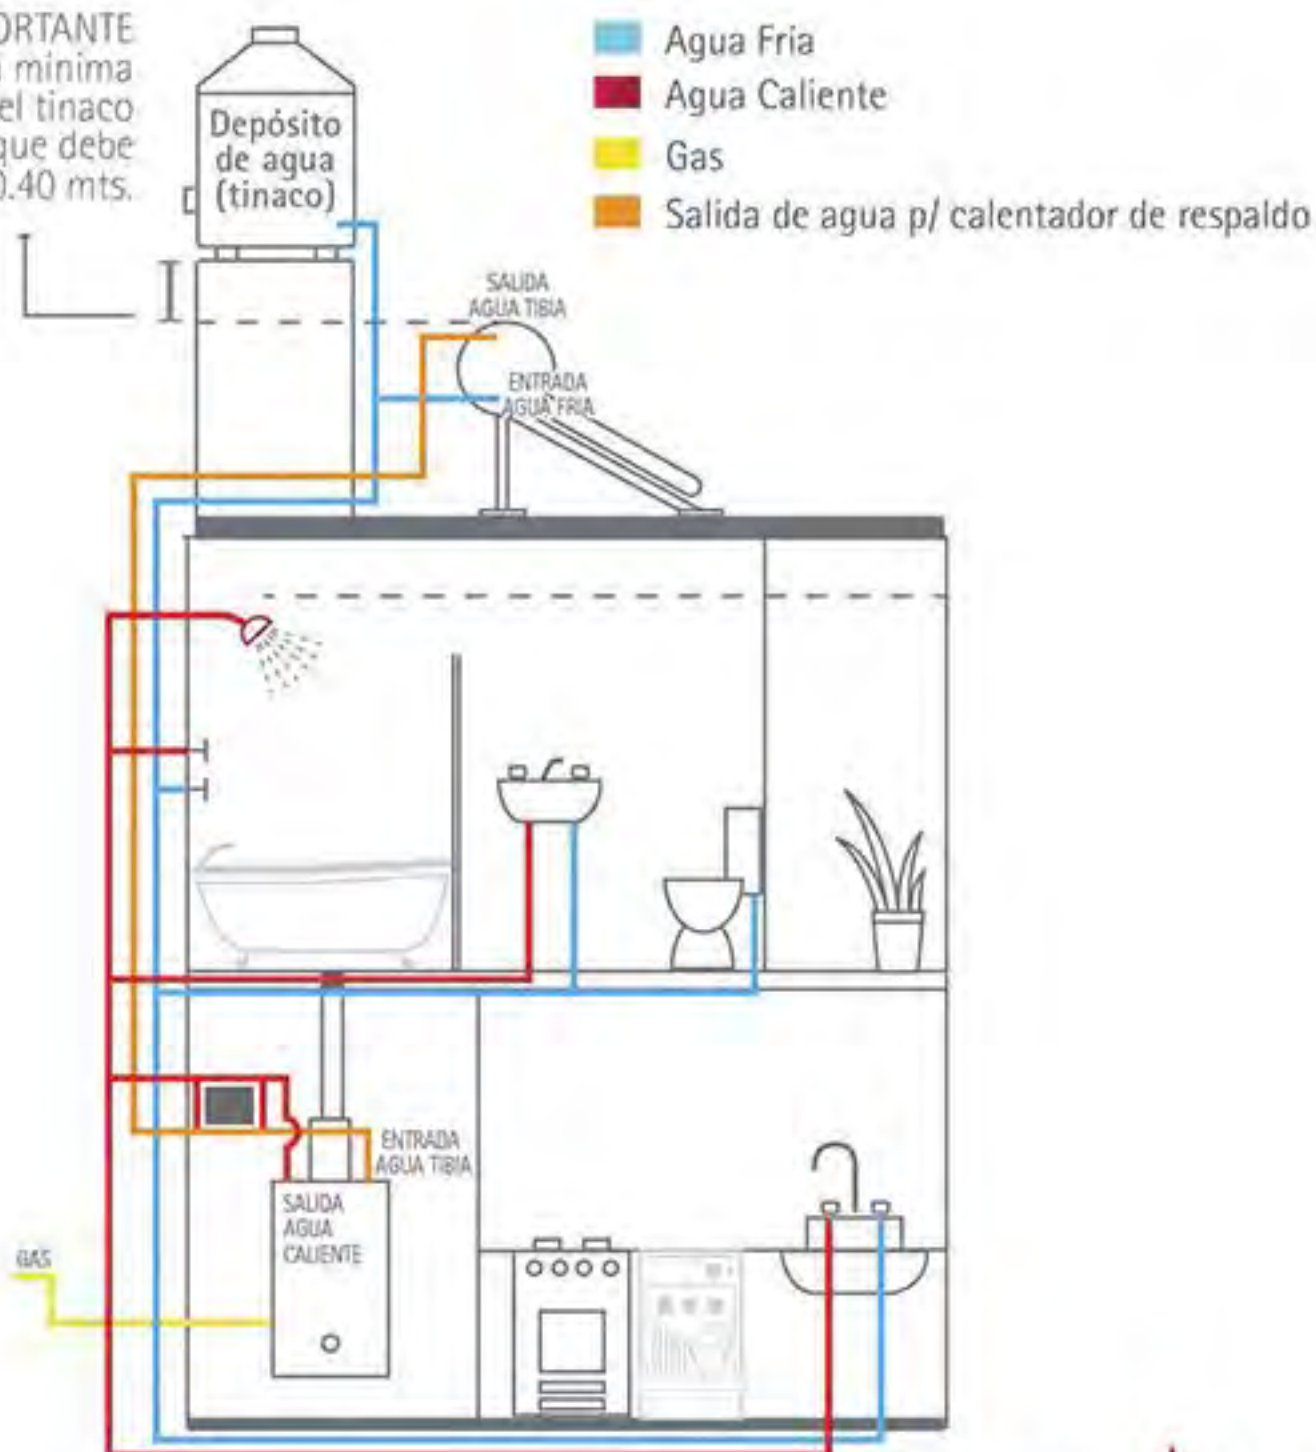 ORTANTE
minima
el tinaco
que debe
0.40 mts.
Depósito
de agua
(tinaco)
Agua Fria
Agua Caliente
Gas
Salida de agua p/ calentador de respaldo
SALIDA
AGUA TIBIA
ENTRADA
AGUA FRIA
ENTRADA
AGUA TIBIA
SALIDA
AGUA
CALIENTE
GAS